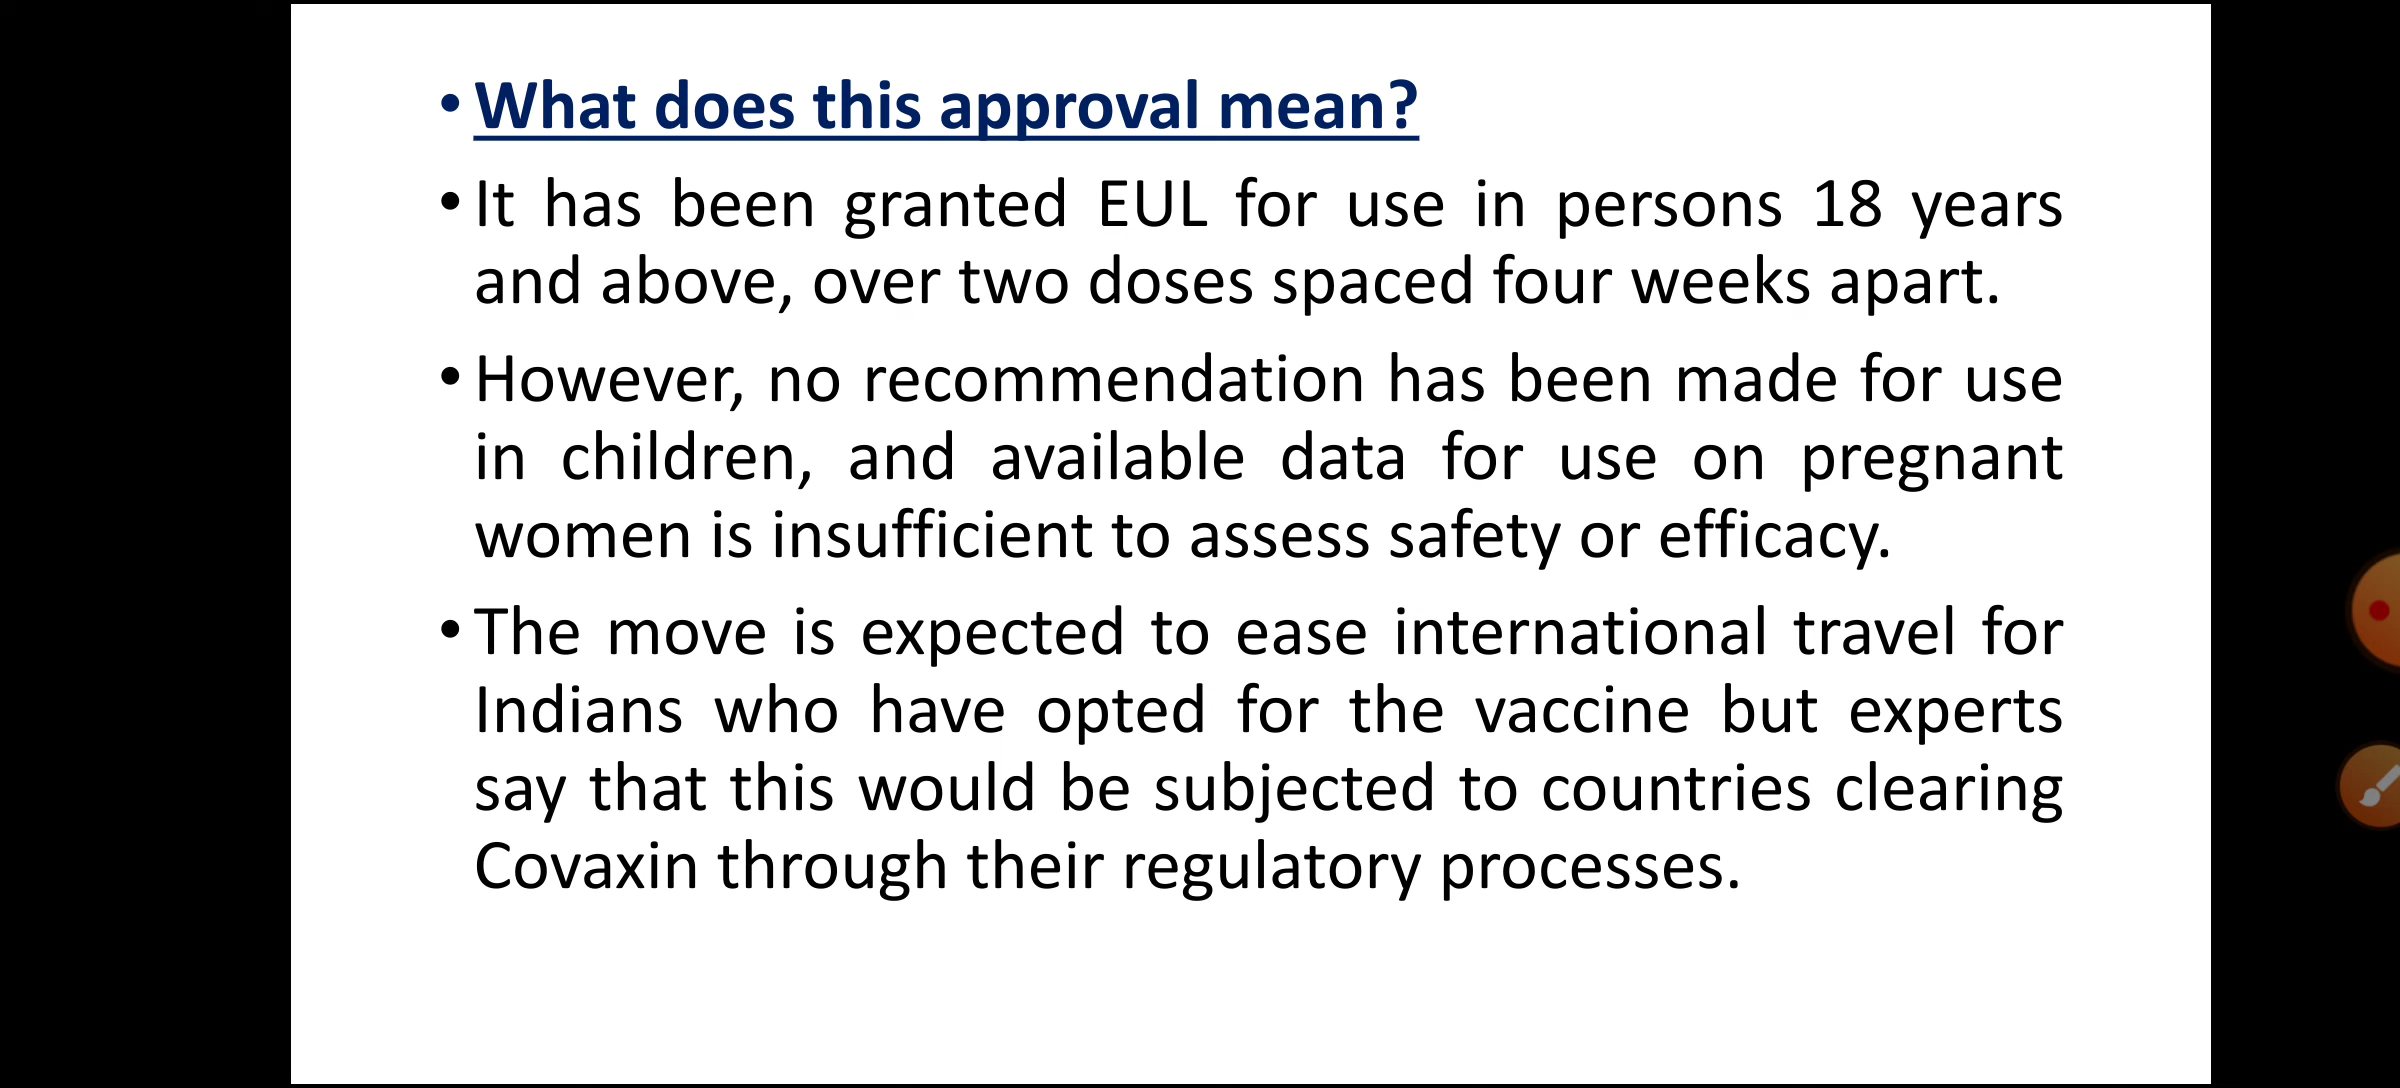 • What does this approval mean?
• It has been granted EUL for use in persons 18 years
and above, over two doses spaced four weeks apart.
• However, no recommendation has been made for use
in children, and available data for use on pregnant
women is insufficient to assess safety or efficacy.
• The move is expected to ease international travel for
Indians who have opted for the vaccine but experts
say that this would be subjected to countries clearing
Covaxin through their regulatory processes.